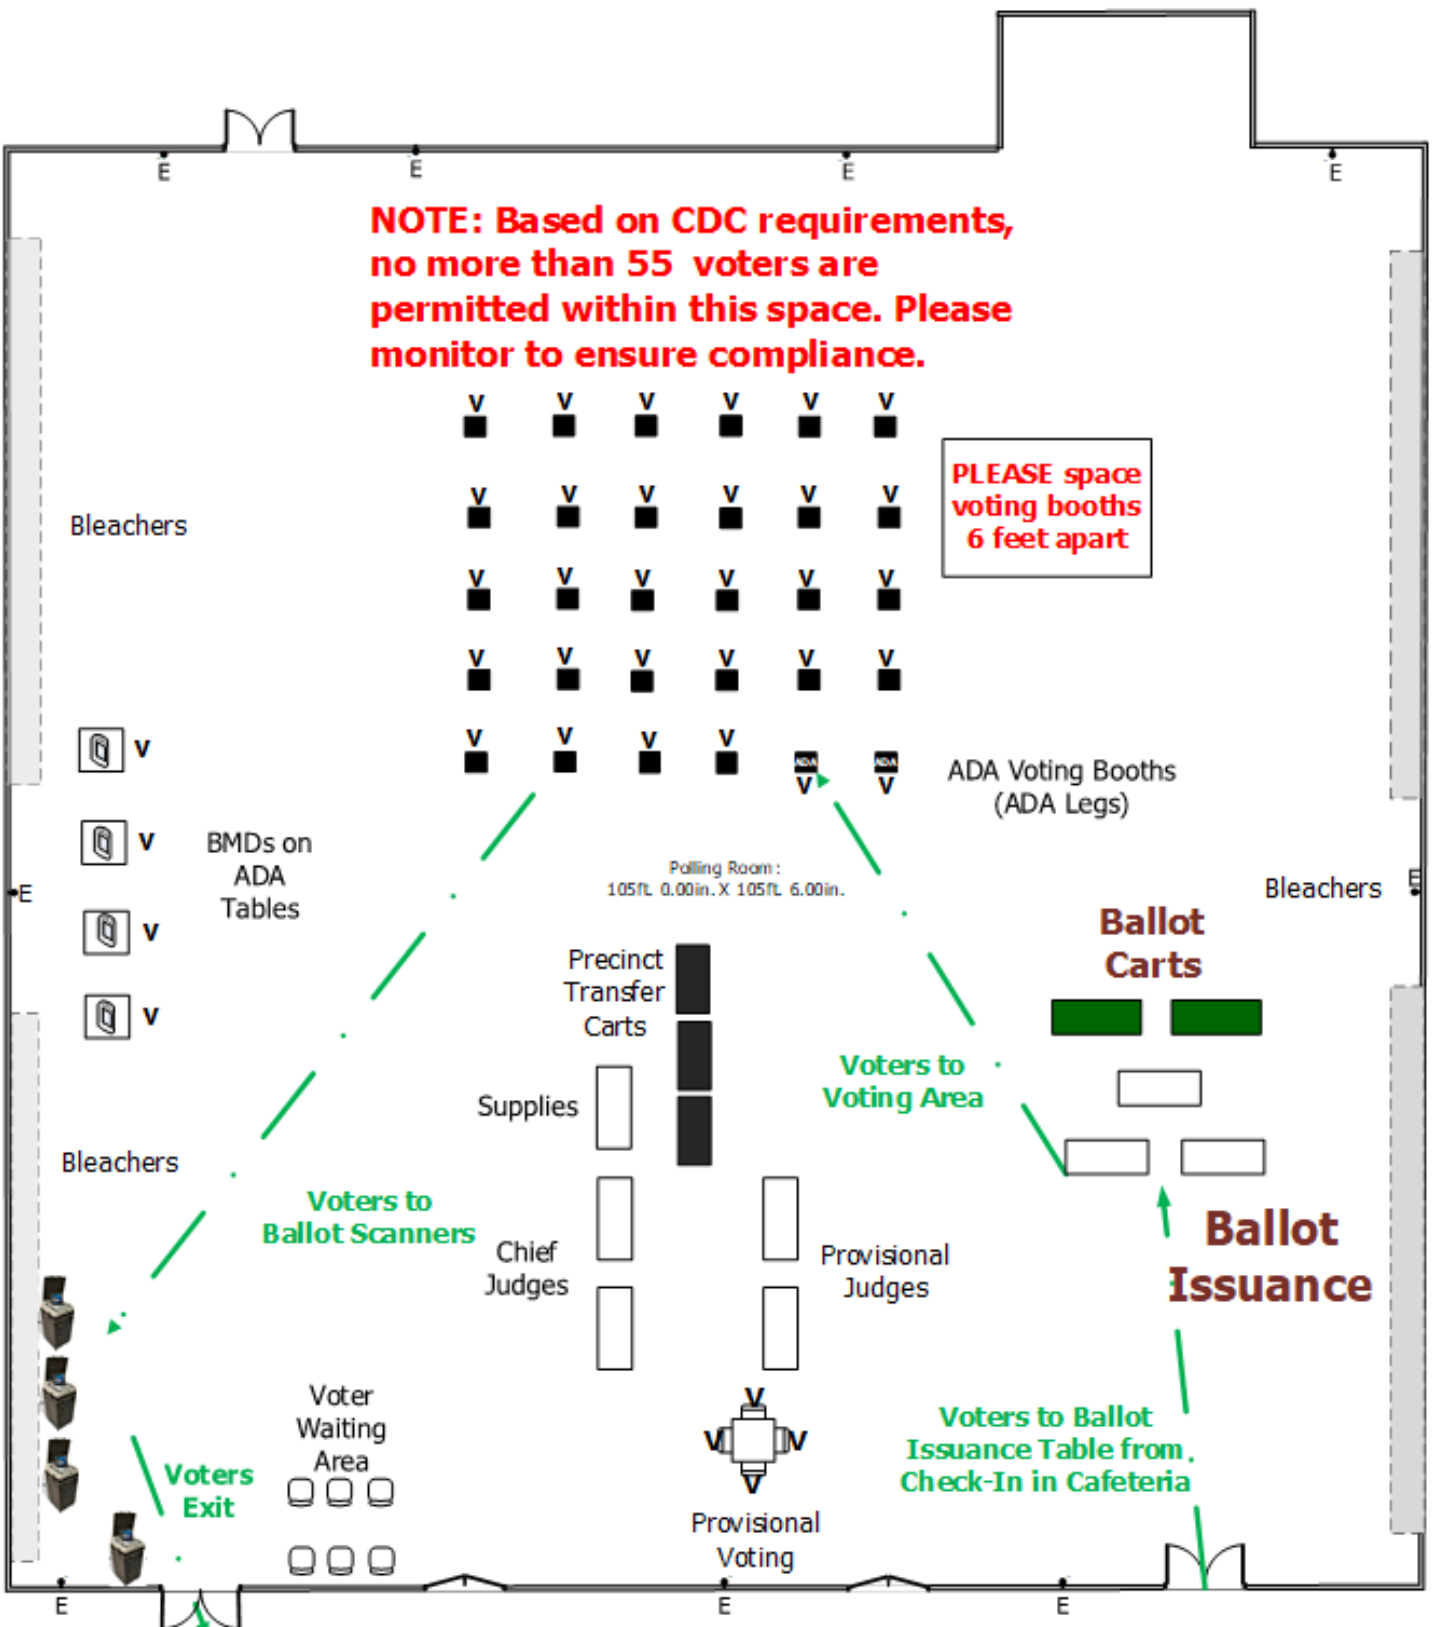 E
E
E
E
NOTE: Based on CDC requirements,
no more than 55 voters are
permitted within this space. Please
monitor to ensure compliance.
V V V V V V
PLEASE space
voting booths
6 feet apart
V V V V V V
Bleachers
V V V V V V
V V V V V V
V V V V
ADA ADA
V V
ADA Voting Booths
(ADA Legs)
V
V
V
V
BMDs on
ADA
Tables
Polling Room:
105ft. 0.00in. X 105ft. 6.00in.
E
Bleachers
E
Ballot
Carts
Precinct
Transfer
Carts
Voters to
Voting Area
Supplies
Bleachers
Voters to
Ballot Scanners
Chief
Judges
Provisional
Judges
Ballot
Issuance
Voter
Waiting
Area
V
V V
V
Provisional
Voting
Voters to Ballot
Issuance Table from
Check-In in Cafeteria
Voters
Exit
E
E
E